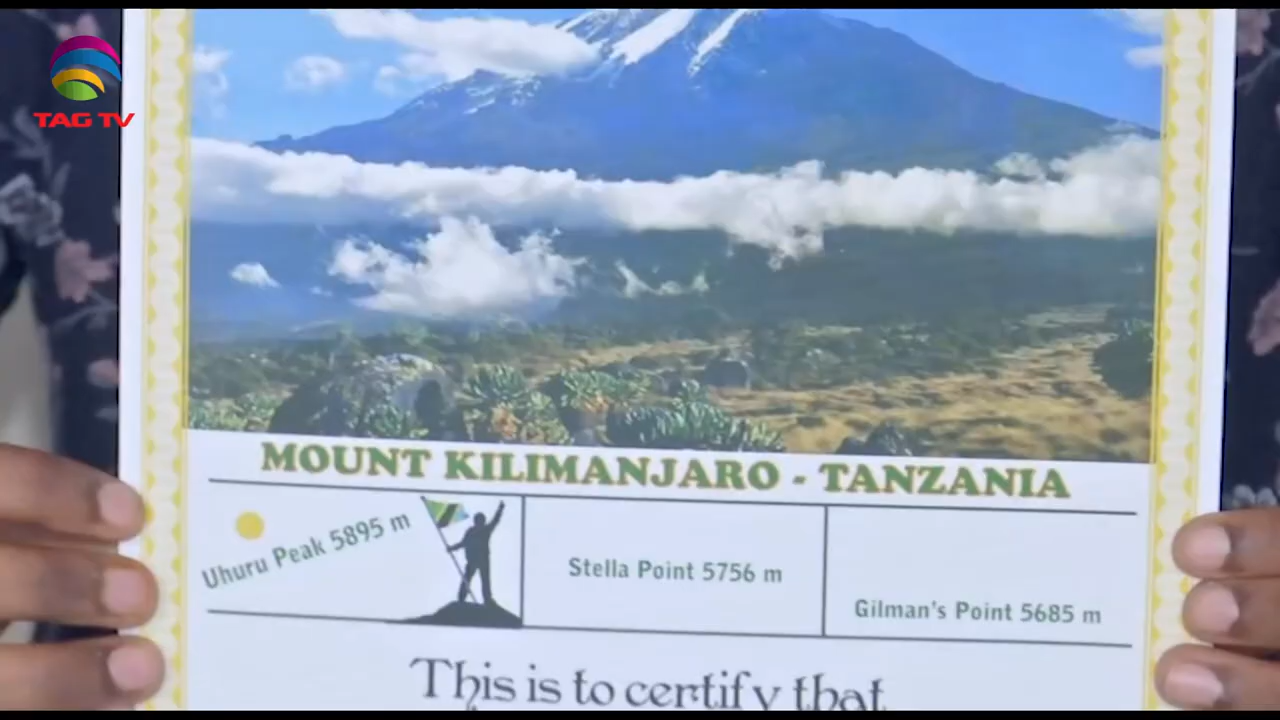 TAG TV
MOUNT KILIMANJARO - TANZANIA
Uhuru Peak 5895 m
Stella Point 5756 m
Gilman's Point 5685 m
This is to certify that